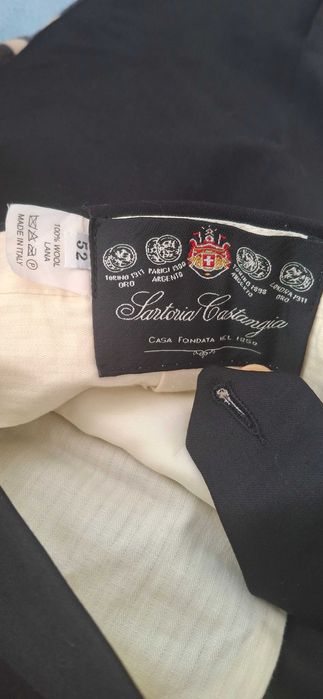 100% WOOL
LANA
MADE IN ITALY
52
TORINO 1911
ORO
PARIGI 1900
ARGENTO
TORINO 1898
ARGENTO
LONDRA 1911
ORO
Sartoria Castangia
CASA FONDATA NEL 1850